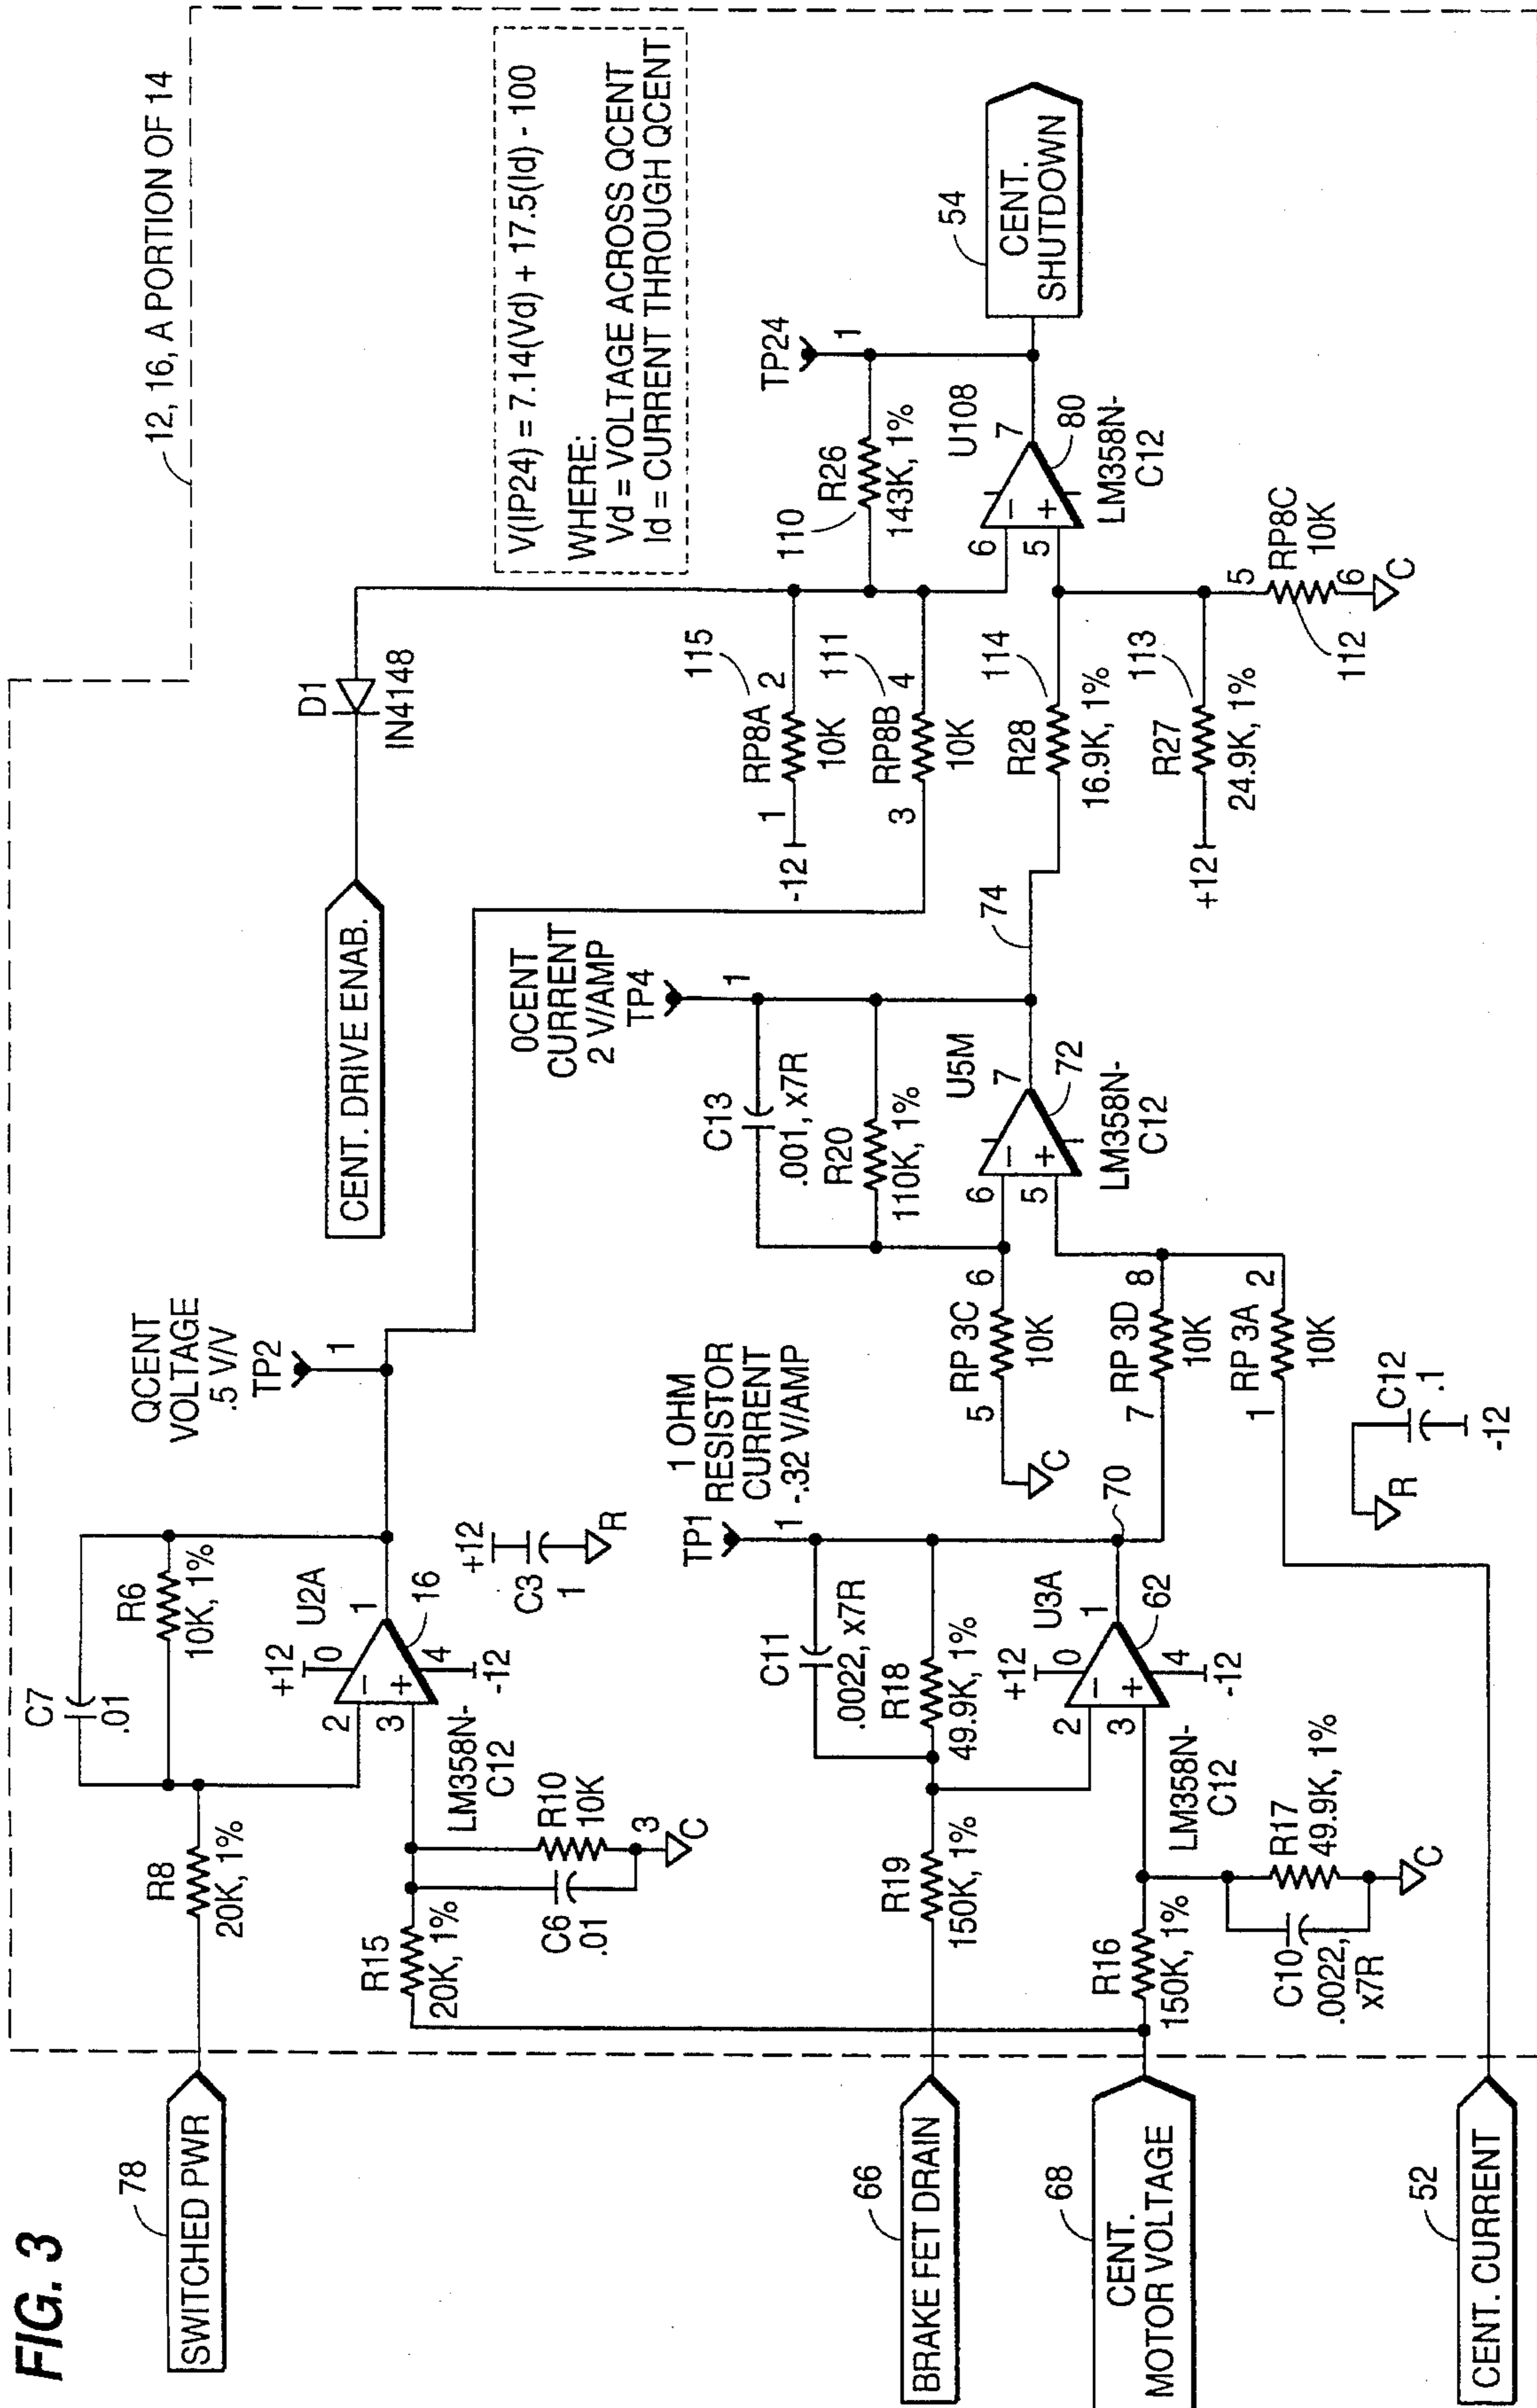 FIG. 3
12, 16, A PORTION OF 14
78
SWITCHED PWR
R8
20K, 1%
C7
.01
R6
10K, 1%
U2A
+12
0
2
3
1
4
-12
16
LM358N-
C12
R15
20K, 1%
C6
.01
R10
10K
3
C
+12
C3
1
R
QCENT
VOLTAGE
.5 V/V
TP2
1
CENT. DRIVE ENAB.
D1
IN4148
V(IP24) = 7.14(Vd) + 17.5(Id) - 100
WHERE:
Vd = VOLTAGE ACROSS QCENT
Id = CURRENT THROUGH QCENT
66
BRAKE FET DRAIN
R19
150K, 1%
C11
.0022, x7R
R18
49.9K, 1%
U3A
+12
0
2
3
1
4
-12
62
LM358N-
C12
70
1 OHM
RESISTOR
CURRENT
-.32 V/AMP
TP1
1
68
CENT.
MOTOR VOLTAGE
R16
150K, 1%
C10
.0022,
x7R
R17
49.9K, 1%
C
52
CENT. CURRENT
5
RP 3C
6
10K
C
7
RP 3D
8
10K
1
RP 3A
2
10K
R
C12
.1
-12
0CENT
CURRENT
2 V/AMP
TP4
1
C13
.001, x7R
R20
110K, 1%
U5M
6
5
7
72
LM358N-
C12
74
-12
1
RP8A
2
10K
115
3
RP8B
4
10K
111
R28
16.9K, 1%
114
+12
R27
24.9K, 1%
113
5
RP8C
10K
6
C
112
110
R26
143K, 1%
TP24
1
U108
6
5
7
80
LM358N-
C12
54
CENT.
SHUTDOWN